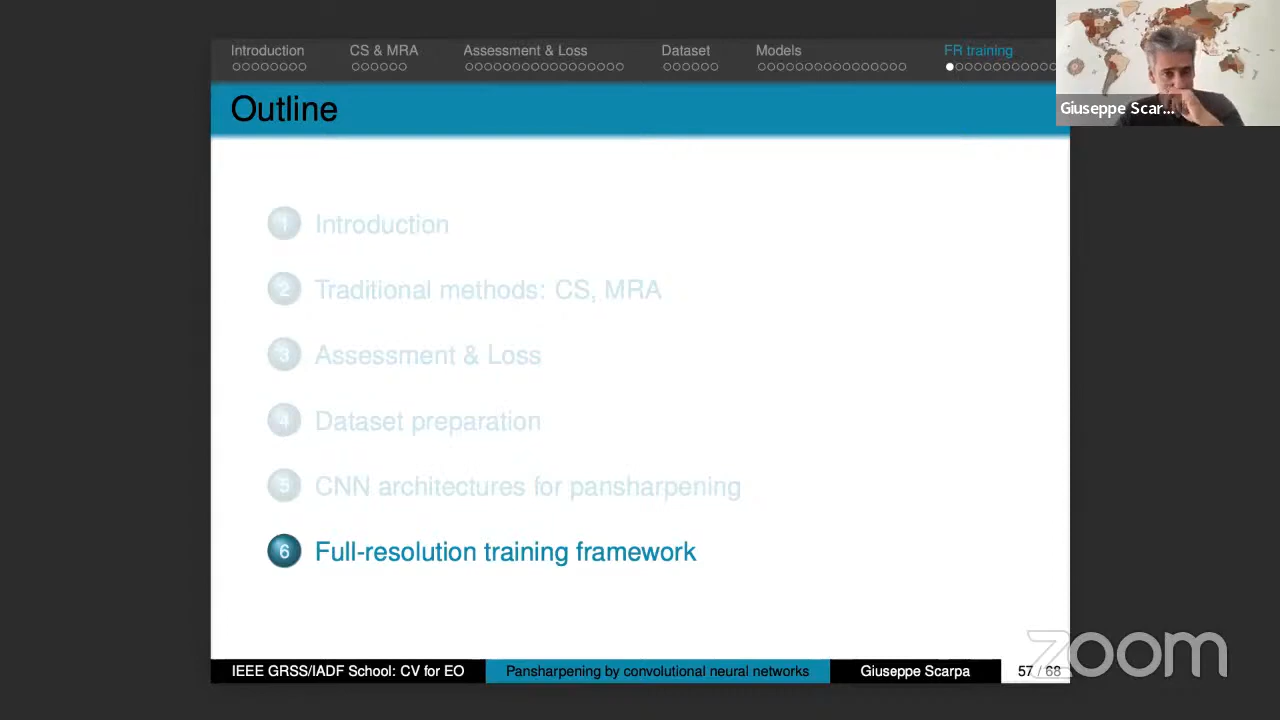 Introduction CS & MRA Assessment & Loss Dataset Models FR training
Giuseppe Scar...
Outline
1 Introduction
2 Traditional methods: CS, MRA
3 Assessment & Loss
4 Dataset preparation
5 CNN architectures for pansharpening
6 Full-resolution training framework
IEEE GRSS/IADF School: CV for EO Pansharpening by convolutional neural networks Giuseppe Scarpa 57 / 68
zoom